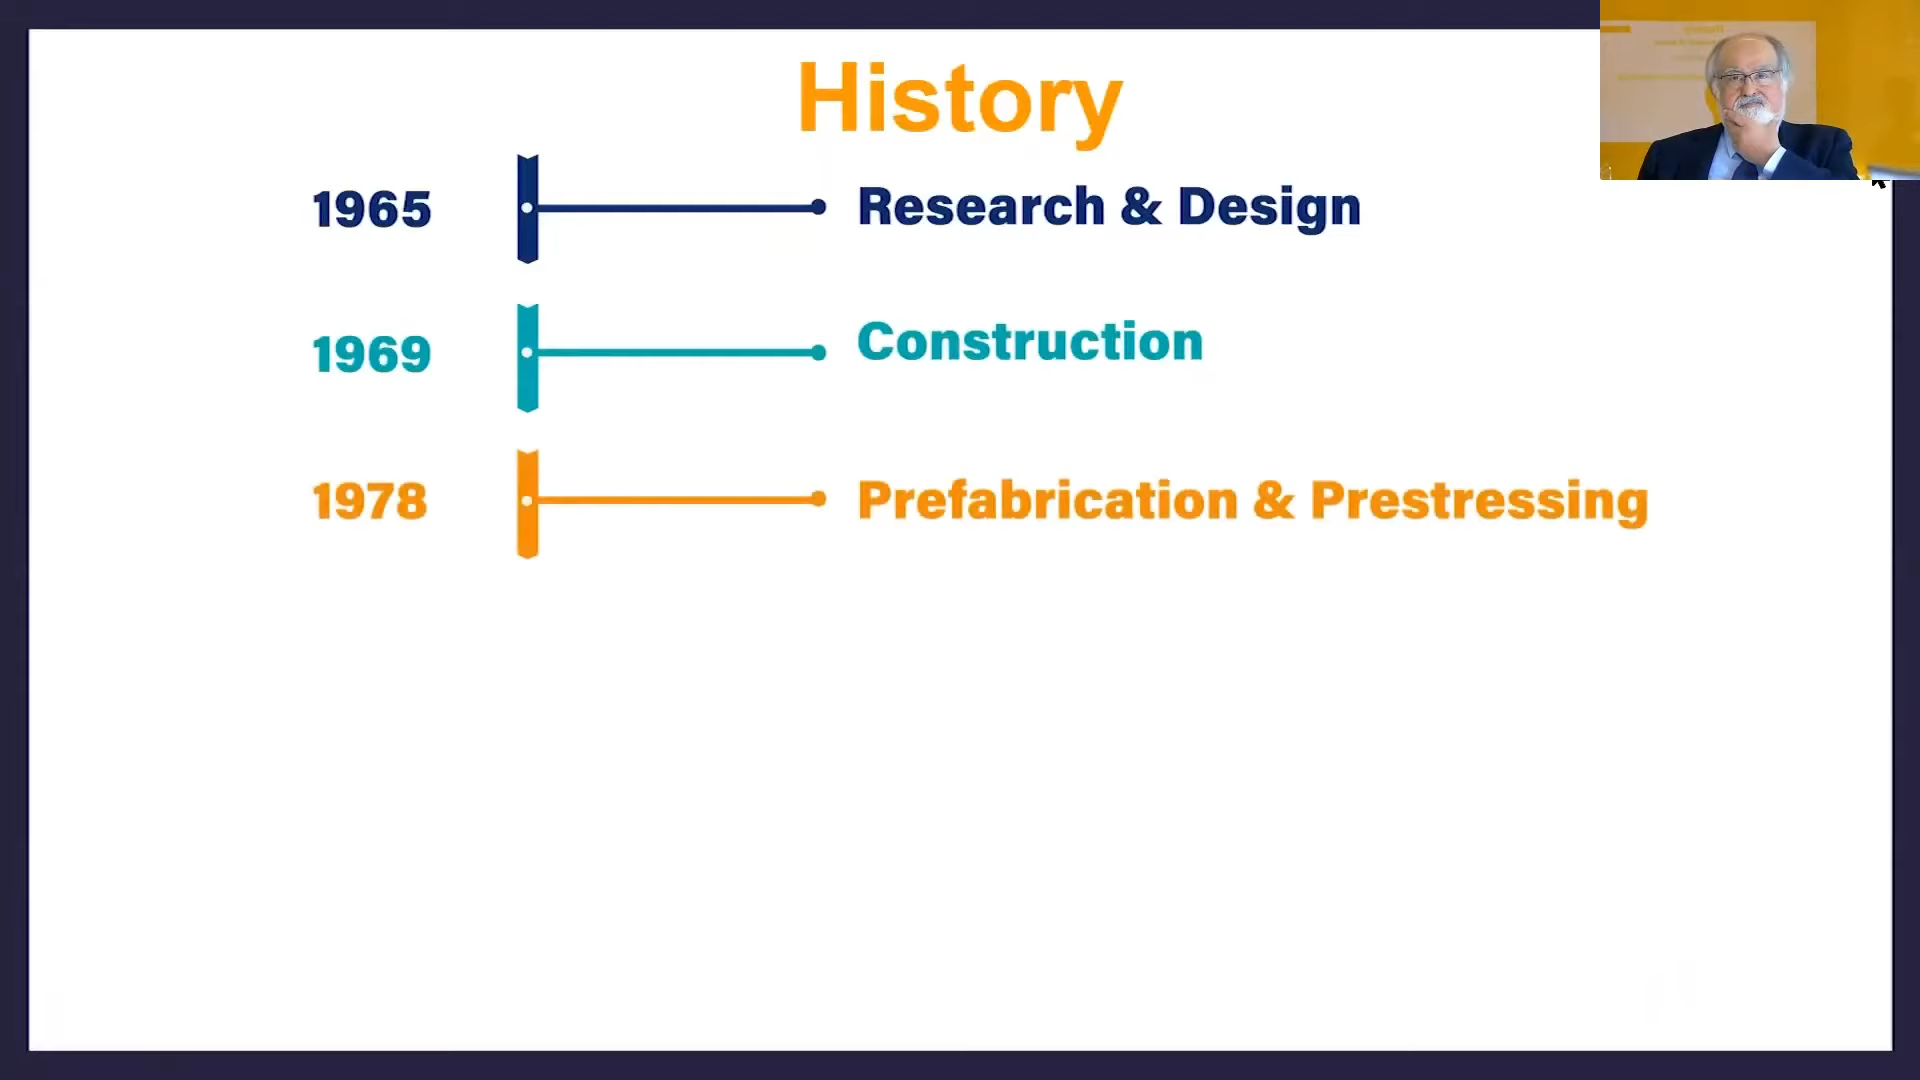 History
1965 Research & Design
1969 Construction
1978 Prefabrication & Prestressing